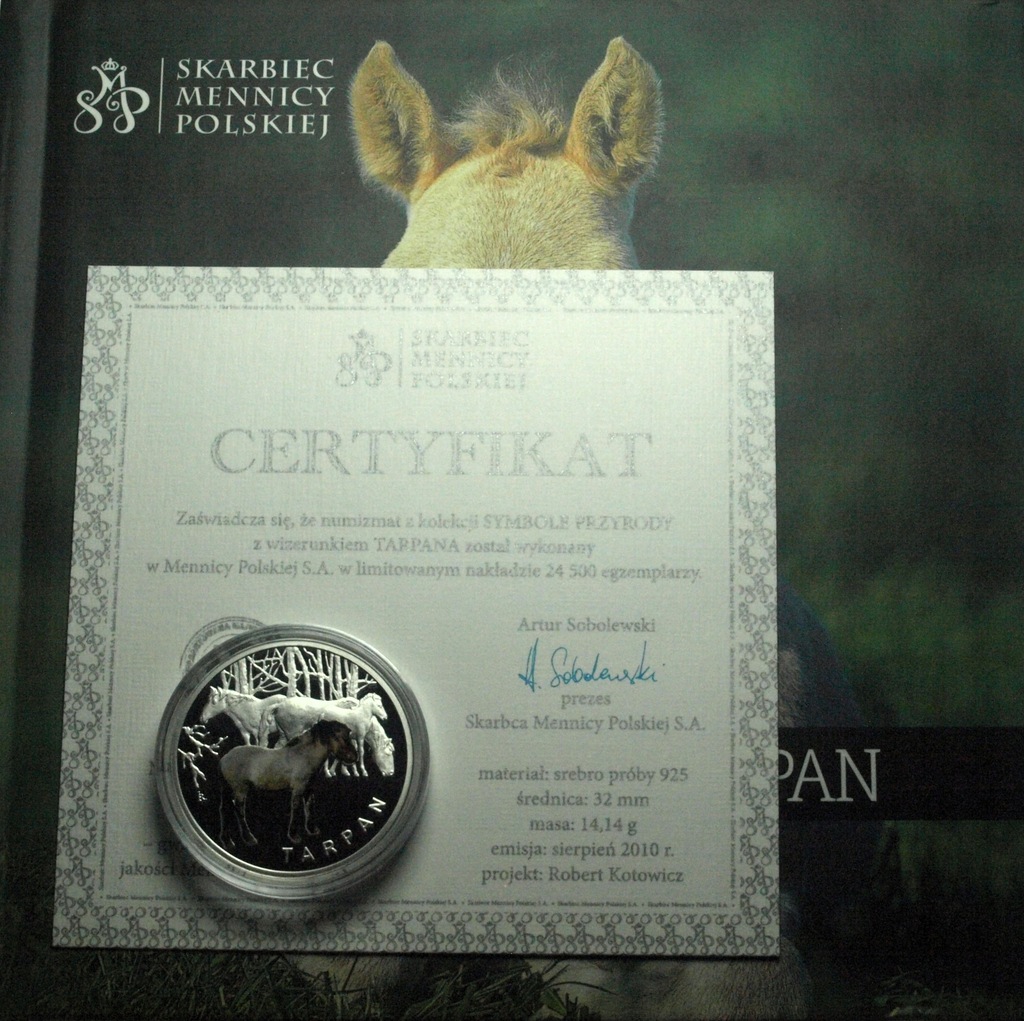 SKARBIEC
MENNICY
POLSKIEJ
SKARBIEC
MENNICY
POLSKIEJ
CERTYFIKAT
Zaświadcza się, że numizmat z kolekcji SYMBOLE PRZYRODY
z wizerunkiem TARPANA został wykonany
w Mennicy Polskiej S.A. w limitowanym nakładzie 24 500 egzemplarzy.
Artur Sobolewski
A. Sobolewski
prezes
Skarbca Mennicy Polskiej S.A.
materiał: srebro próby 925
średnica: 32 mm
masa: 14,14 g
emisja: sierpień 2010 r.
projekt: Robert Kotowicz
jakości
TARPAN
PAN